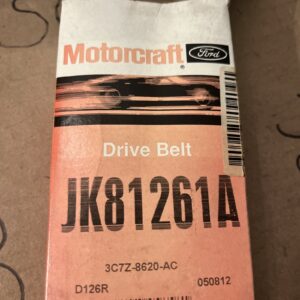 Motorcraft
Ford
®
Drive Belt
JK81261A
3C7Z-8620-AC
D126R 050812